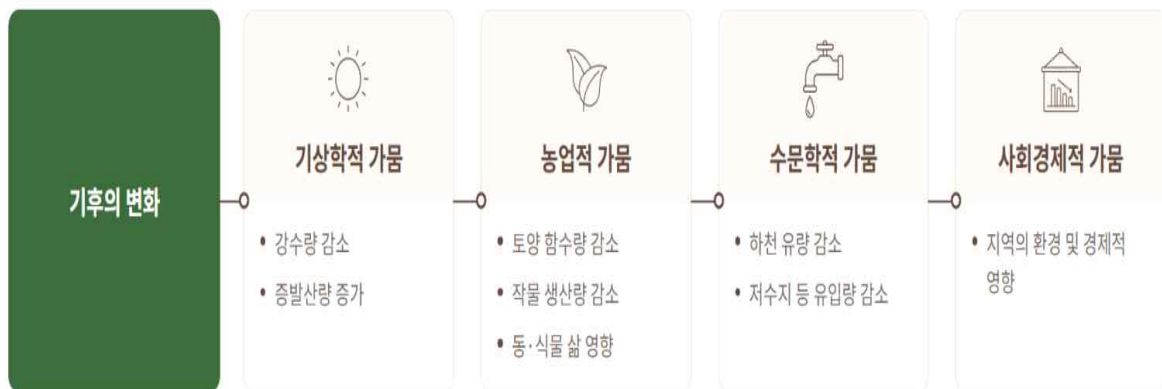 기후의 변화
기상학적 가뭄
• 강수량 감소
• 증발산량 증가
농업적 가뭄
• 토양 함수량 감소
• 작물 생산량 감소
• 동·식물 삶 영향
수문학적 가뭄
• 하천 유량 감소
• 저수지 등 유입량 감소
사회경제적 가뭄
• 지역의 환경 및 경제적
영향